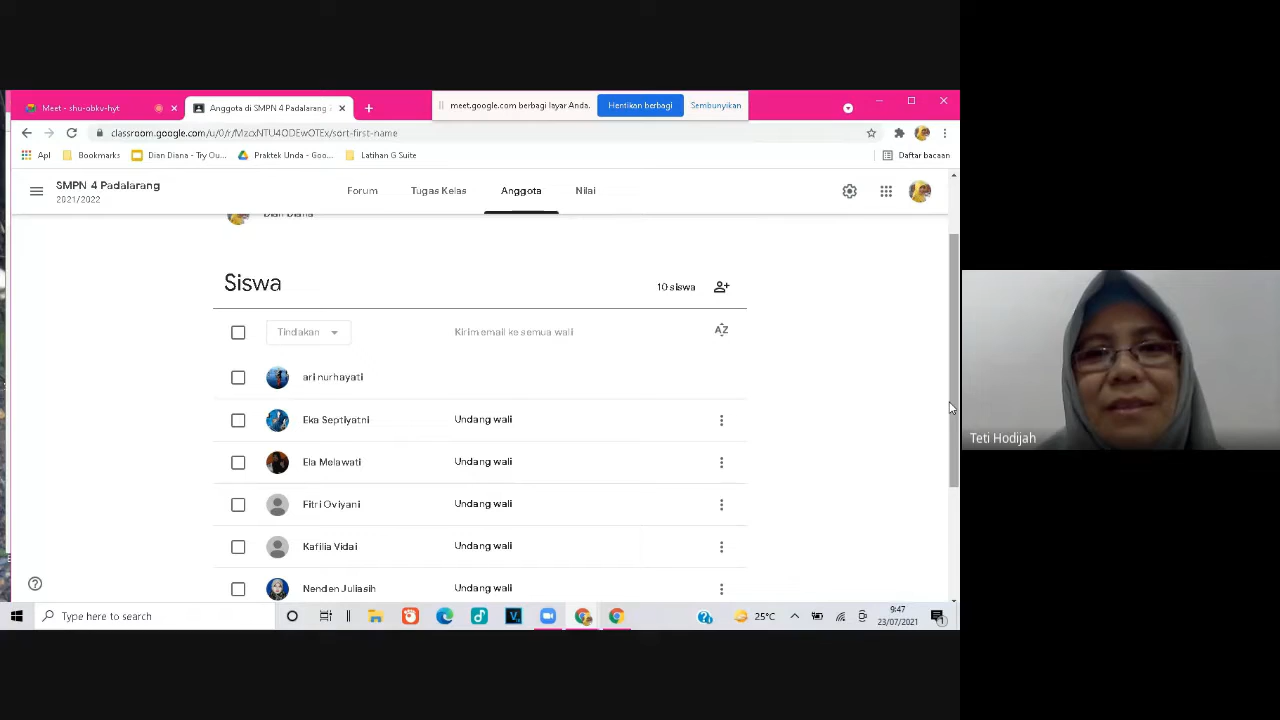 Meet - shu-obkv-hyt
Anggota di SMPN 4 Padalarang
meet.google.com berbagi layar Anda.
Hentikan berbagi
Sembunyikan
classroom.google.com/u/0/r/MzcxNTU4ODEwOTEx/sort-first-name
Apl
Bookmarks
Dian Diana - Try Ou...
Praktek Unda - Goo...
Latihan G Suite
Daftar bacaan
SMPN 4 Padalarang
2021/2022
Forum
Tugas Kelas
Anggota
Nilai
Dian Diana
Siswa
10 siswa
Tindakan
Kirim email ke semua wali
AZ
ari nurhayati
Eka Septiyatni
Undang wali
Ela Melawati
Undang wali
Fitri Oviyani
Undang wali
Kafilia Vidai
Undang wali
Nenden Juliasih
Undang wali
Teti Hodijah
Type here to search
25°C
9:47
23/07/2021